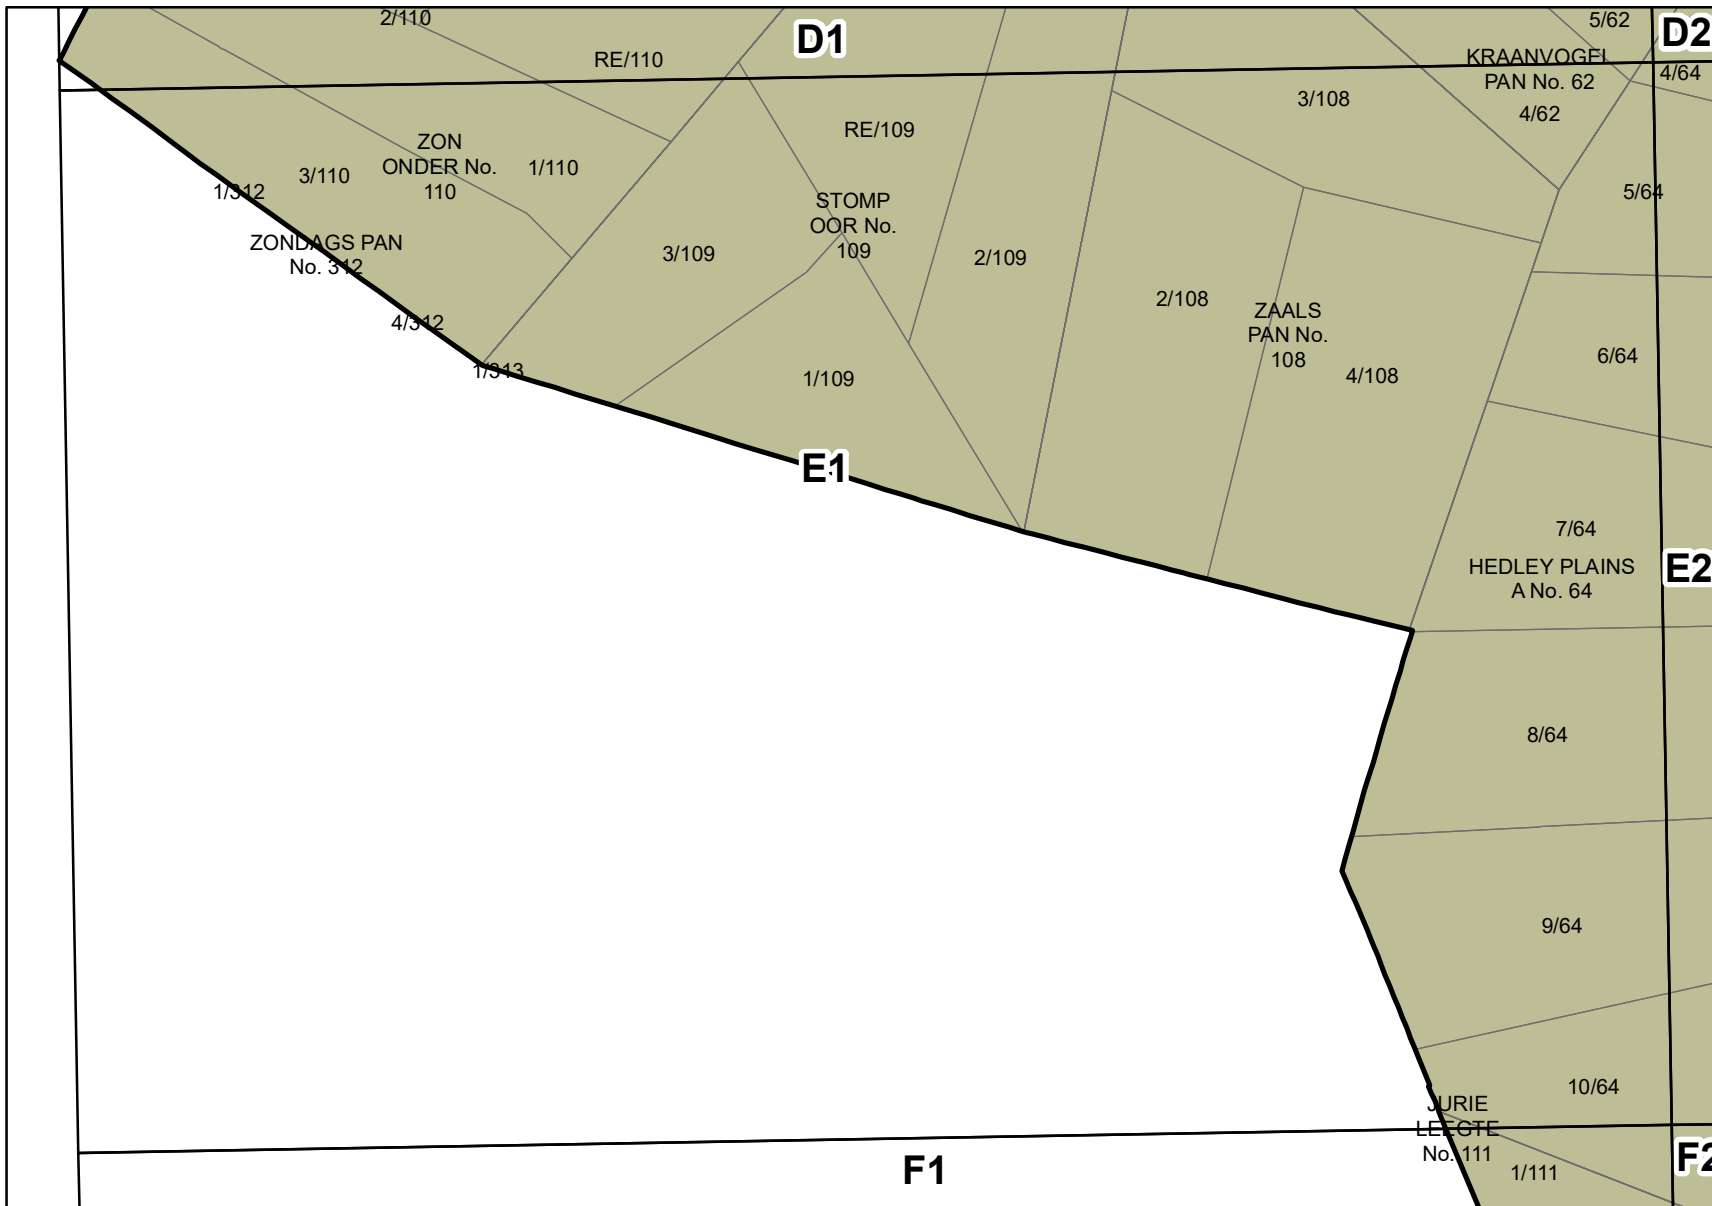 2/110
D1
5/62
D2
RE/110
KRAANVOGEL
PAN No. 62
4/64
3/108
4/62
RE/109
ZON
ONDER No.
110
1/110
3/110
1/312
5/64
STOMP
OOR No.
109
ZONDAGS PAN
No. 312
3/109
2/109
2/108
ZAALS
PAN No.
108
4/312
6/64
1/313
1/109
4/108
E1
7/64
HEDLEY PLAINS
A No. 64
E2
8/64
9/64
10/64
JURIE
LEEGTE
No. 111
F1
1/111
F2